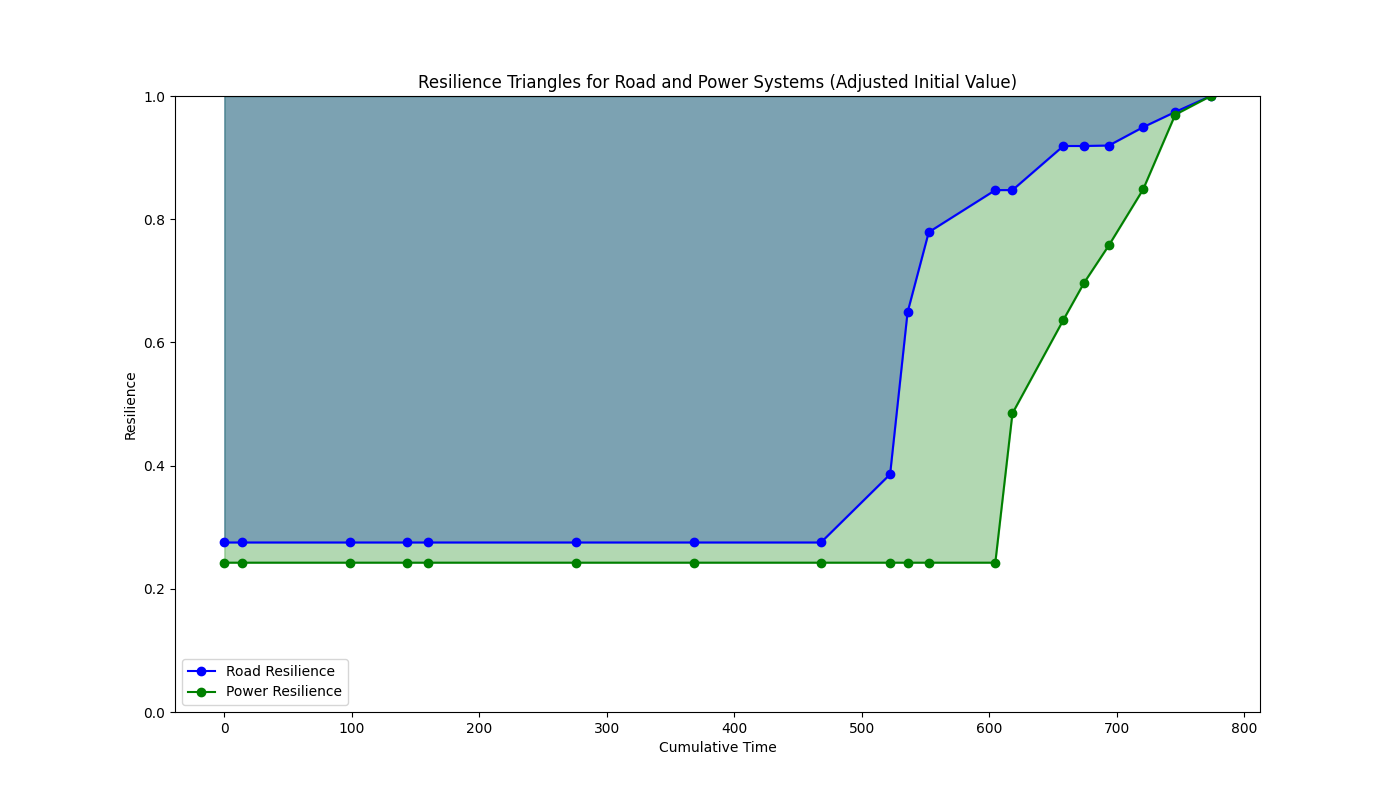 Resilience Triangles for Road and Power Systems (Adjusted Initial Value)
1.0
0.8
0.6
0.4
0.2
0.0
Resilience
Road Resilience
Power Resilience
0 100 200 300 400 500 600 700 800
Cumulative Time